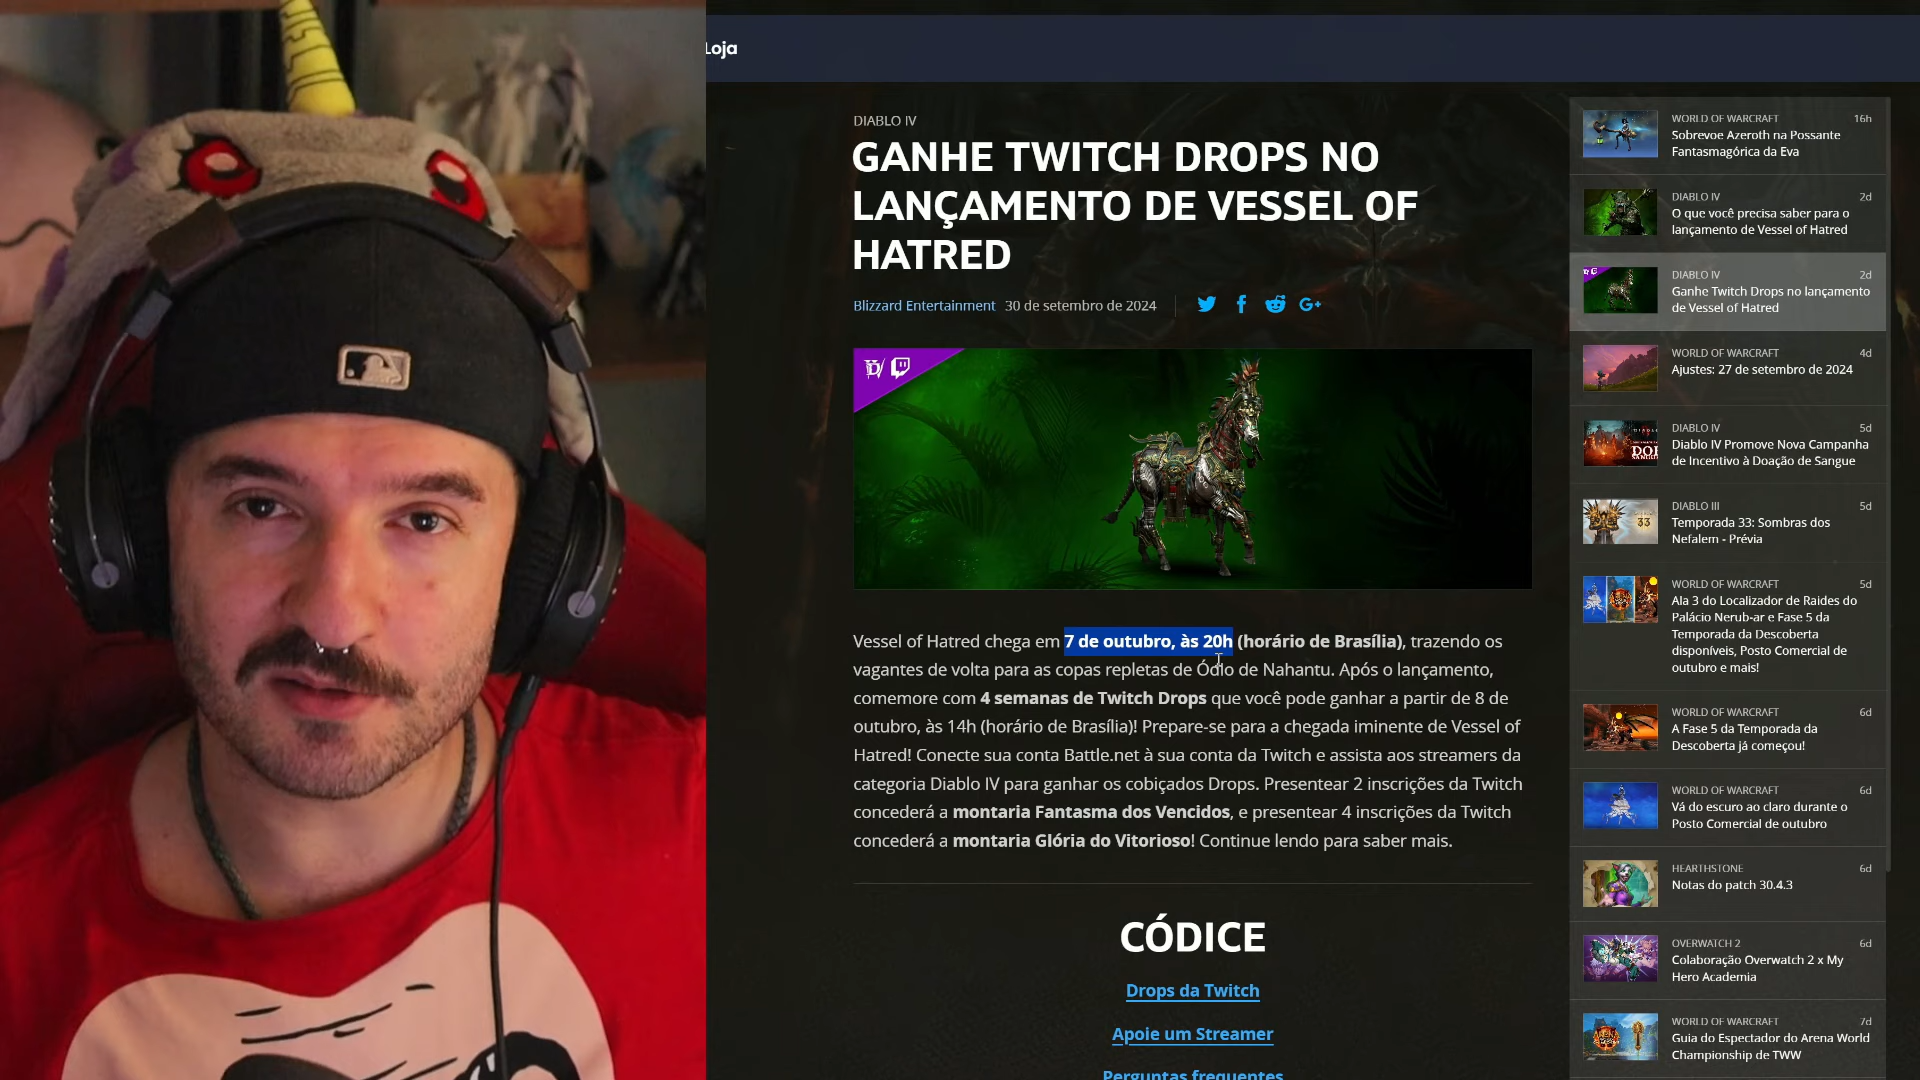 Loja
DIABLO IV
GANHE TWITCH DROPS NO
LANÇAMENTO DE VESSEL OF
HATRED
Blizzard Entertainment 30 de setembro de 2024
Vessel of Hatred chega em 7 de outubro, às 20h (horário de Brasília), trazendo os
vagantes de volta para as copas repletas de Ódio de Nahantu. Após o lançamento,
comemore com 4 semanas de Twitch Drops que você pode ganhar a partir de 8 de
outubro, às 14h (horário de Brasília)! Prepare-se para a chegada iminente de Vessel of
Hatred! Conecte sua conta Battle.net à sua conta da Twitch e assista aos streamers da
categoria Diablo IV para ganhar os cobiçados Drops. Presentear 2 inscrições da Twitch
concederá a montaria Fantasma dos Vencidos, e presentear 4 inscrições da Twitch
concederá a montaria Glória do Vitorioso! Continue lendo para saber mais.
CÓDICE
Drops da Twitch
Apoie um Streamer
Perguntas frequentes
WORLD OF WARCRAFT 16h
Sobrevoe Azeroth na Possante
Fantasmagórica da Eva
DIABLO IV 2d
O que você precisa saber para o
lançamento de Vessel of Hatred
DIABLO IV 2d
Ganhe Twitch Drops no lançamento
de Vessel of Hatred
WORLD OF WARCRAFT 4d
Ajustes: 27 de setembro de 2024
DIABLO IV 5d
Diablo IV Promove Nova Campanha
de Incentivo à Doação de Sangue
DIABLO III 5d
Temporada 33: Sombras dos
Nefalem - Prévia
33
WORLD OF WARCRAFT 5d
Ala 3 do Localizador de Raides do
Palácio Nerub-ar e Fase 5 da
Temporada da Descoberta
disponíveis, Posto Comercial de
outubro e mais!
WORLD OF WARCRAFT 6d
A Fase 5 da Temporada da
Descoberta já começou!
WORLD OF WARCRAFT 6d
Vá do escuro ao claro durante o
Posto Comercial de outubro
HEARTHSTONE 6d
Notas do patch 30.4.3
OVERWATCH 2 6d
Colaboração Overwatch 2 x My
Hero Academia
WORLD OF WARCRAFT 7d
Guia do Espectador do Arena World
Championship de TWW